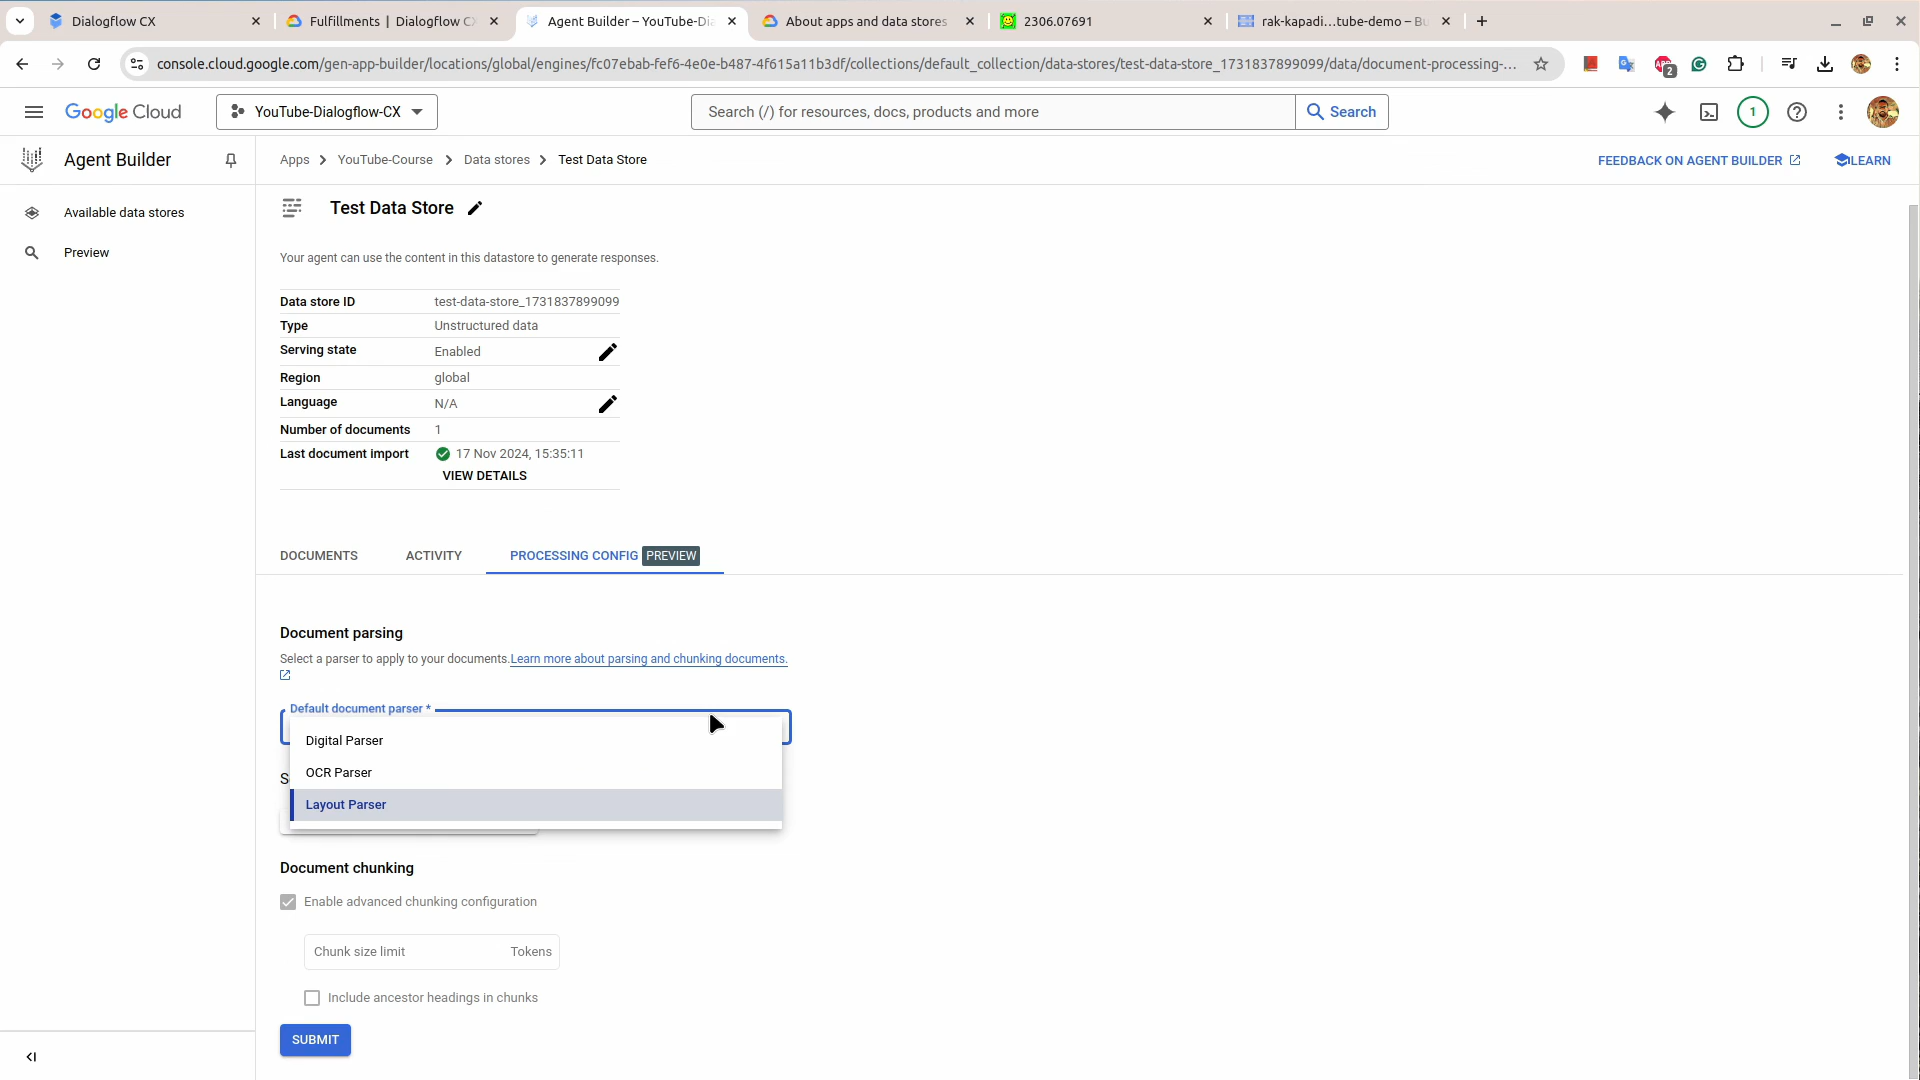 Dialogflow CX
Fulfillments | Dialogflow C
Agent Builder – YouTube-Dia
About apps and data stores
2306.07691
rak-kapadi...tube-demo – Bu
console.cloud.google.com/gen-app-builder/locations/global/engines/fc07ebab-fef6-4e0e-b487-4f615a11b3df/collections/default_collection/data-stores/test-data-store_1731837899099/data/document-processing-...
2
Google Cloud
YouTube-Dialogflow-CX
Search (/) for resources, docs, products and more
Search
1
Agent Builder
Apps
YouTube-Course
Data stores
Test Data Store
FEEDBACK ON AGENT BUILDER
LEARN
Available data stores
Preview
Test Data Store
Your agent can use the content in this datastore to generate responses.
Data store ID test-data-store_1731837899099
Type Unstructured data
Serving state Enabled
Region global
Language N/A
Number of documents 1
Last document import 17 Nov 2024, 15:35:11
VIEW DETAILS
DOCUMENTS
ACTIVITY
PROCESSING CONFIG PREVIEW
Document parsing
Select a parser to apply to your documents. Learn more about parsing and chunking documents.
Default document parser *
Digital Parser
S
OCR Parser
Layout Parser
Document chunking
Enable advanced chunking configuration
Chunk size limit Tokens
Include ancestor headings in chunks
SUBMIT